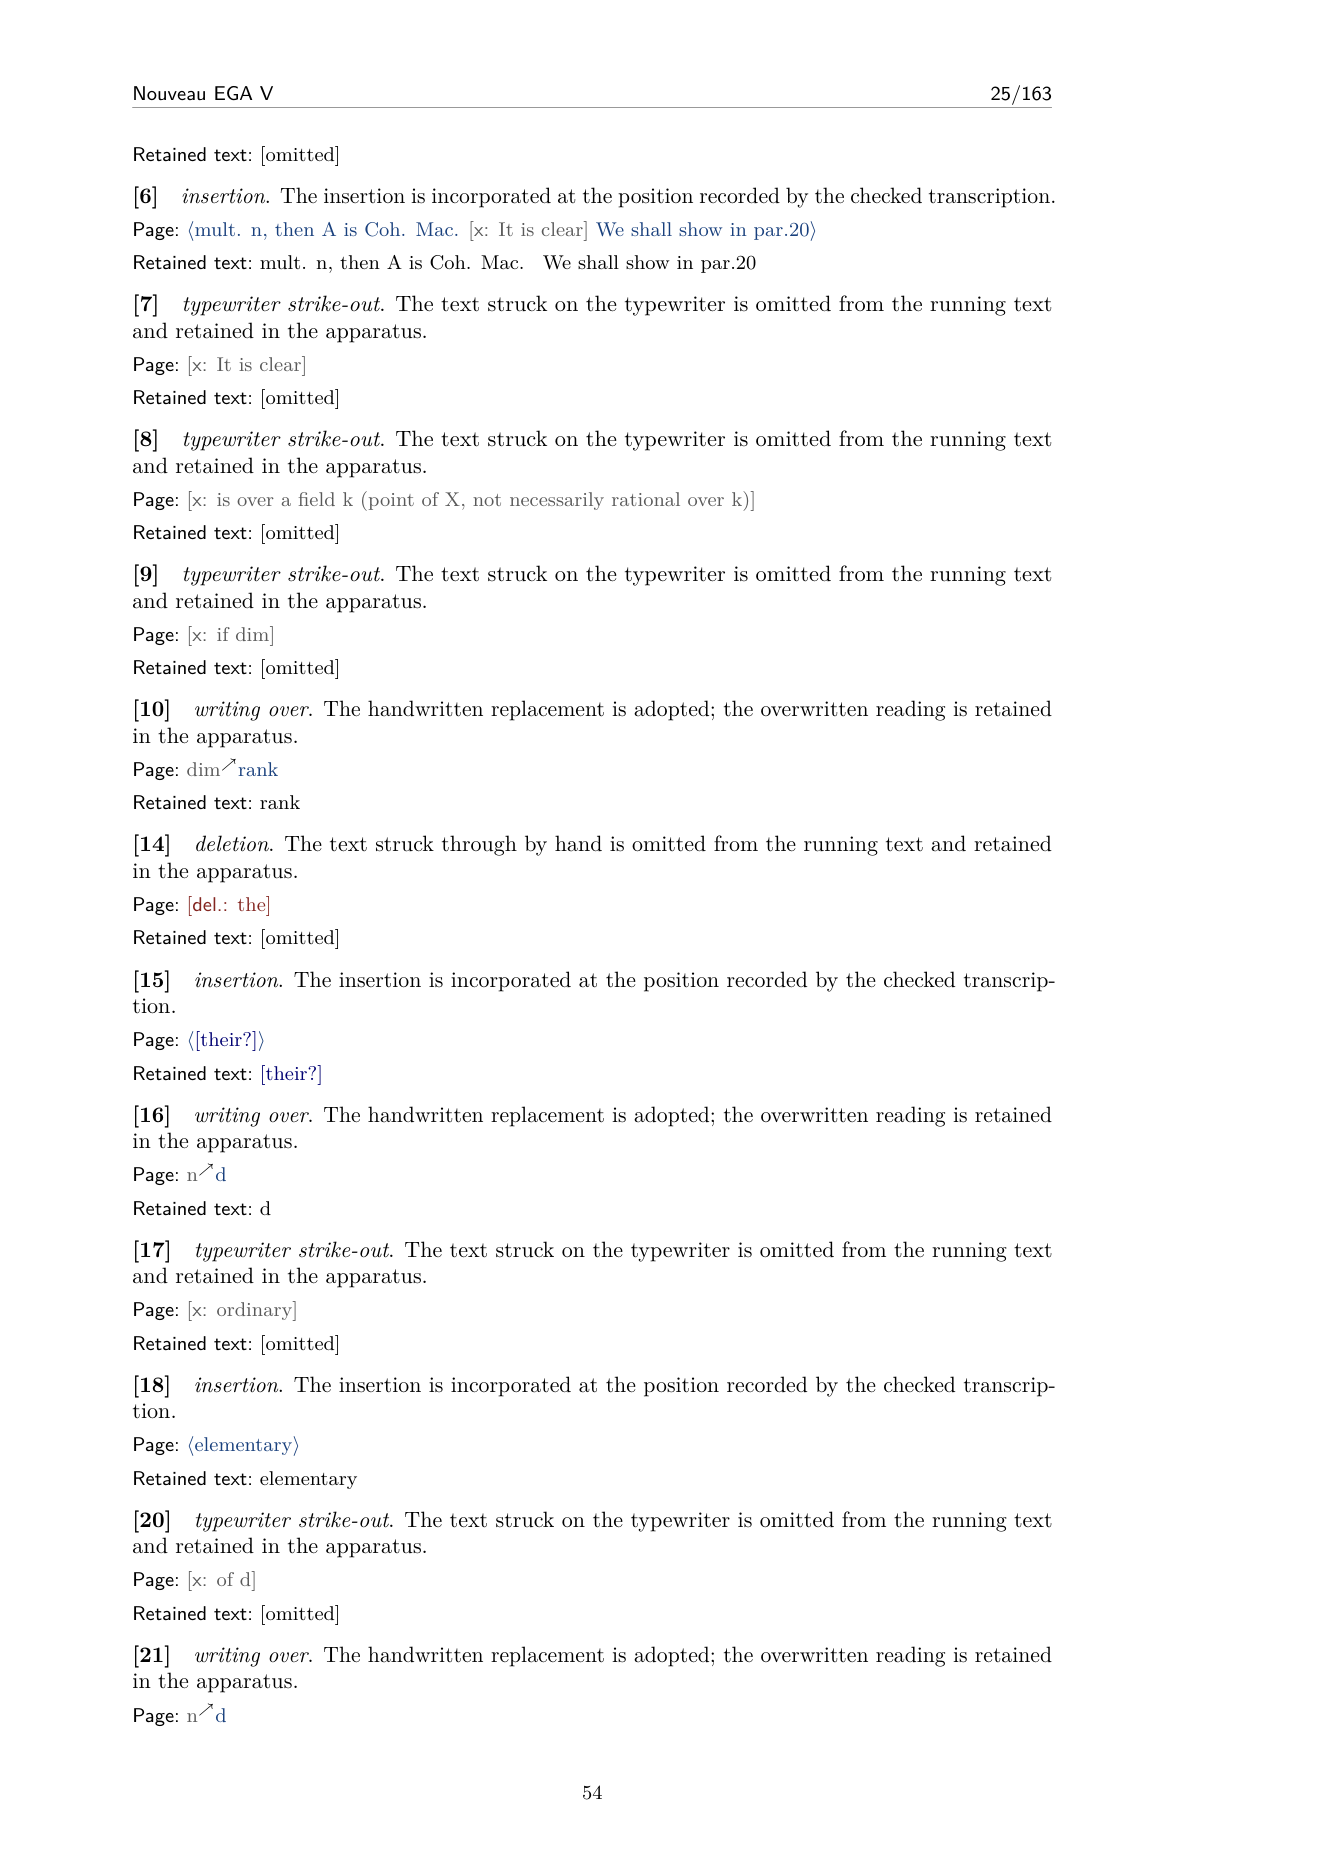 Nouveau EGA V 25/163
Retained text: [omitted]
[6] insertion. The insertion is incorporated at the position recorded by the checked transcription.
Page: ⟨mult. n, then A is Coh. Mac. [x: It is clear] We shall show in par.20⟩
Retained text: mult. n, then A is Coh. Mac. We shall show in par.20
[7] typewriter strike-out. The text struck on the typewriter is omitted from the running text
and retained in the apparatus.
Page: [x: It is clear]
Retained text: [omitted]
[8] typewriter strike-out. The text struck on the typewriter is omitted from the running text
and retained in the apparatus.
Page: [x: is over a field k (point of X, not necessarily rational over k)]
Retained text: [omitted]
[9] typewriter strike-out. The text struck on the typewriter is omitted from the running text
and retained in the apparatus.
Page: [x: if dim]
Retained text: [omitted]
[10] writing over. The handwritten replacement is adopted; the overwritten reading is retained
in the apparatus.
Page: dim↗rank
Retained text: rank
[14] deletion. The text struck through by hand is omitted from the running text and retained
in the apparatus.
Page: [del.: the]
Retained text: [omitted]
[15] insertion. The insertion is incorporated at the position recorded by the checked transcrip-
tion.
Page: ⟨[their?]⟩
Retained text: [their?]
[16] writing over. The handwritten replacement is adopted; the overwritten reading is retained
in the apparatus.
Page: n↗d
Retained text: d
[17] typewriter strike-out. The text struck on the typewriter is omitted from the running text
and retained in the apparatus.
Page: [x: ordinary]
Retained text: [omitted]
[18] insertion. The insertion is incorporated at the position recorded by the checked transcrip-
tion.
Page: ⟨elementary⟩
Retained text: elementary
[20] typewriter strike-out. The text struck on the typewriter is omitted from the running text
and retained in the apparatus.
Page: [x: of d]
Retained text: [omitted]
[21] writing over. The handwritten replacement is adopted; the overwritten reading is retained
in the apparatus.
Page: n↗d
54